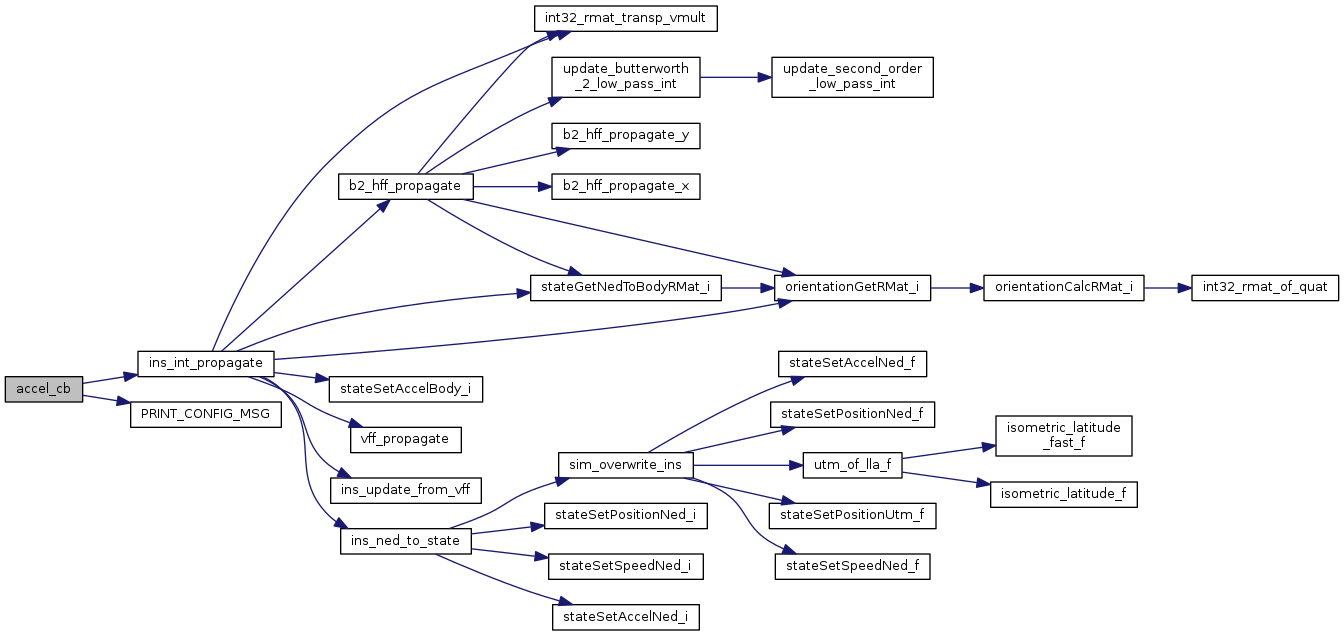 int32_rmat_transp_vmult
update_butterworth
_2_low_pass_int
update_second_order
_low_pass_int
b2_hff_propagate_y
b2_hff_propagate
b2_hff_propagate_x
stateGetNedToBodyRMat_i
orientationGetRMat_i
orientationCalcRMat_i
int32_rmat_of_quat
ins_int_propagate
stateSetAccelNed_f
accel_cb
stateSetAccelBody_i
PRINT_CONFIG_MSG
stateSetPositionNed_f
isometric_latitude
_fast_f
vff_propagate
sim_overwrite_ins
utm_of_lla_f
ins_update_from_vff
isometric_latitude_f
stateSetPositionNed_i
stateSetPositionUtm_f
ins_ned_to_state
stateSetSpeedNed_i
stateSetSpeedNed_f
stateSetAccelNed_i